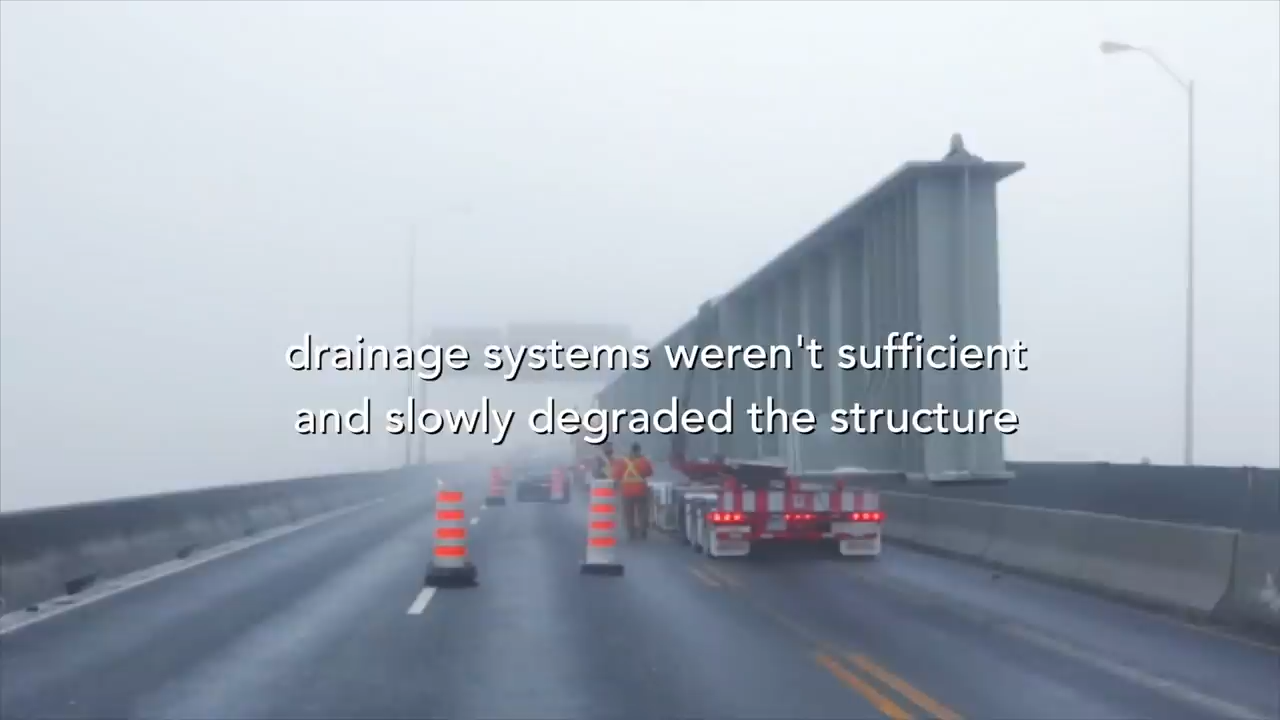 drainage systems weren't sufficient
and slowly degraded the structure